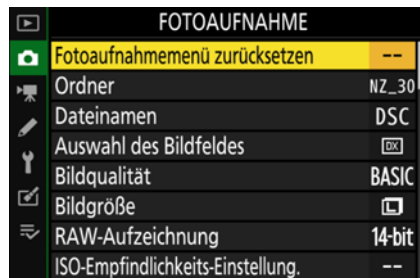 FOTOAUFNAHME
Fotoaufnahmemenü zurücksetzen --
Ordner NZ_30
Dateinamen DSC
Auswahl des Bildfeldes DX
Bildqualität BASIC
Bildgröße L
RAW-Aufzeichnung 14-bit
ISO-Empfindlichkeits-Einstellung. --